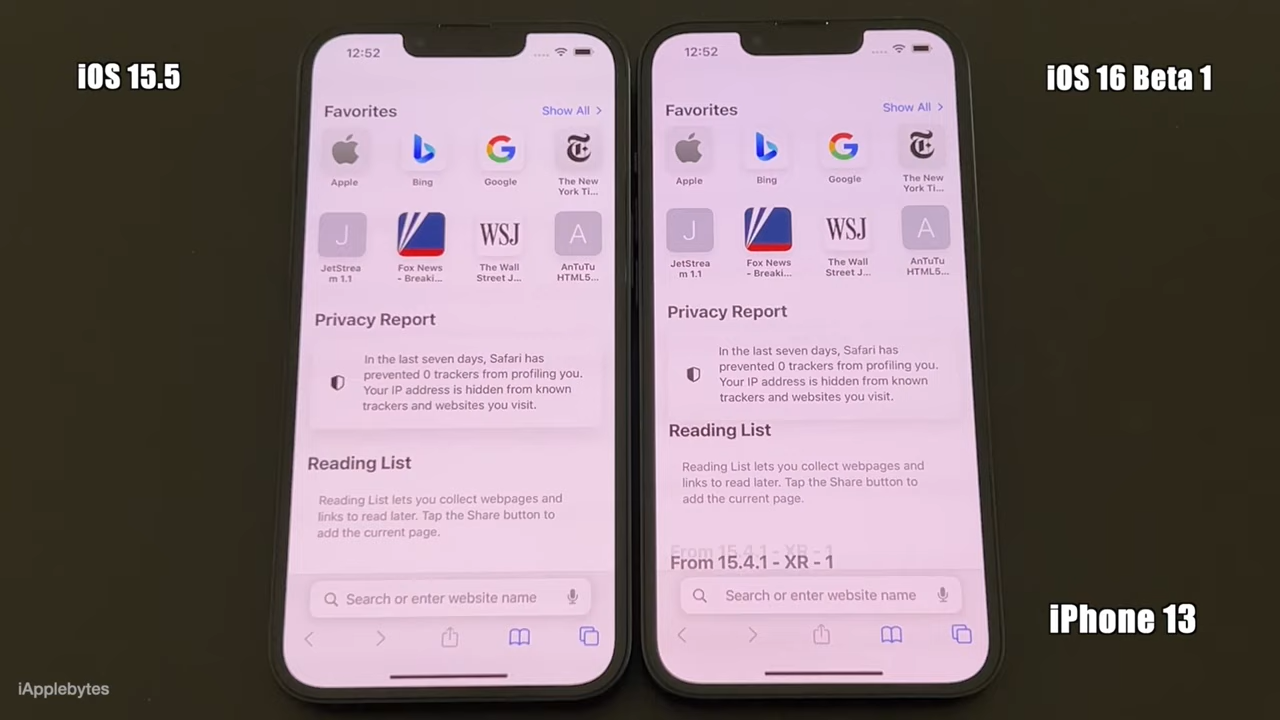 iOS 15.5
iOS 16 Beta 1
iPhone 13
iApplebytes
12:52
Favorites
Show All >
Apple
Bing
Google
The New
York Ti...
J
WSJ
A
JetStrea
m 1.1
Fox News
- Breaki...
The Wall
Street J...
AnTuTu
HTML5...
Privacy Report
In the last seven days, Safari has
prevented 0 trackers from profiling you.
Your IP address is hidden from known
trackers and websites you visit.
Reading List
Reading List lets you collect webpages and
links to read later. Tap the Share button to
add the current page.
Search or enter website name
12:52
Favorites
Show All >
Apple
Bing
Google
The New
York Ti...
J
WSJ
A
JetStrea
m 1.1
Fox News
- Breaki...
The Wall
Street J...
AnTuTu
HTML5...
Privacy Report
In the last seven days, Safari has
prevented 0 trackers from profiling you.
Your IP address is hidden from known
trackers and websites you visit.
Reading List
Reading List lets you collect webpages and
links to read later. Tap the Share button to
add the current page.
From 15.4.1 - XR - 1
From 15.4.1 - XR - 1
Search or enter website name